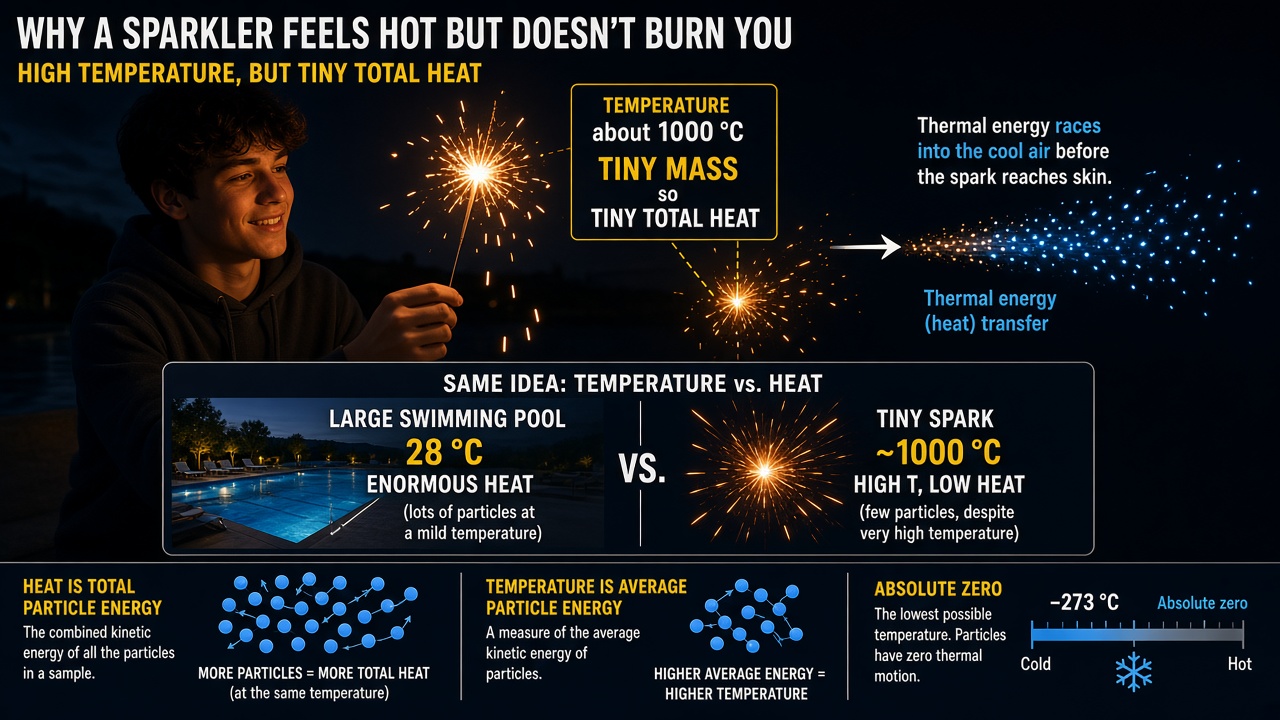 WHY A SPARKLER FEELS HOT BUT DOESN'T BURN YOU
HIGH TEMPERATURE, BUT TINY TOTAL HEAT
TEMPERATURE
about 1000 °C
TINY MASS
so
TINY TOTAL HEAT
Thermal energy races
into the cool air before
the spark reaches skin.
Thermal energy
(heat) transfer
SAME IDEA: TEMPERATURE vs. HEAT
LARGE SWIMMING POOL
28 °C
ENORMOUS HEAT
(lots of particles at
a mild temperature)
VS.
TINY SPARK
~1000 °C
HIGH T, LOW HEAT
(few particles, despite
very high temperature)
HEAT IS TOTAL
PARTICLE ENERGY
The combined kinetic
energy of all the particles
in a sample.
MORE PARTICLES = MORE TOTAL HEAT
(at the same temperature)
TEMPERATURE IS AVERAGE
PARTICLE ENERGY
A measure of the average
kinetic energy of
particles.
HIGHER AVERAGE ENERGY =
HIGHER TEMPERATURE
ABSOLUTE ZERO
The lowest possible
temperature. Particles
have zero thermal
motion.
−273 °C
Absolute zero
Cold
Hot